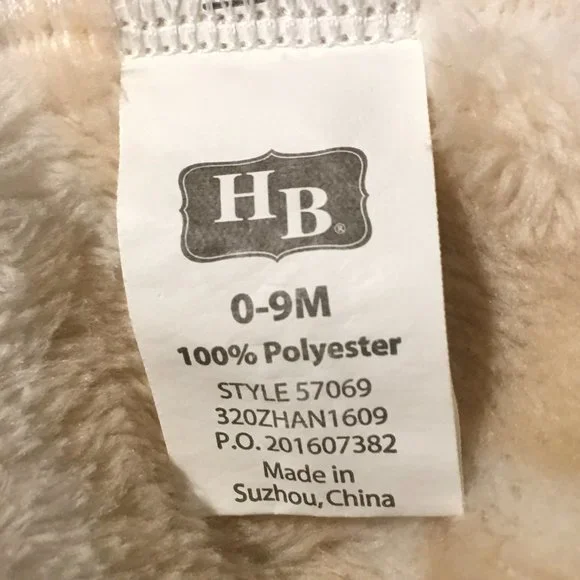 HB®
0-9M
100% Polyester
STYLE 57069
320ZHAN1609
P.O. 201607382
Made in
Suzhou, China